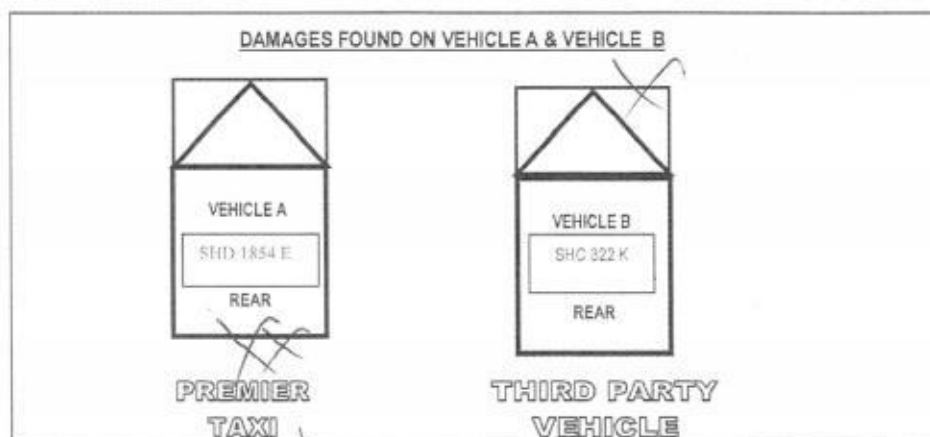 DAMAGES FOUND ON VEHICLE A & VEHICLE B
VEHICLE A
SHD 1854 E
REAR
PREMIER
TAXI
VEHICLE B
SHC 322 K
REAR
THIRD PARTY
VEHICLE